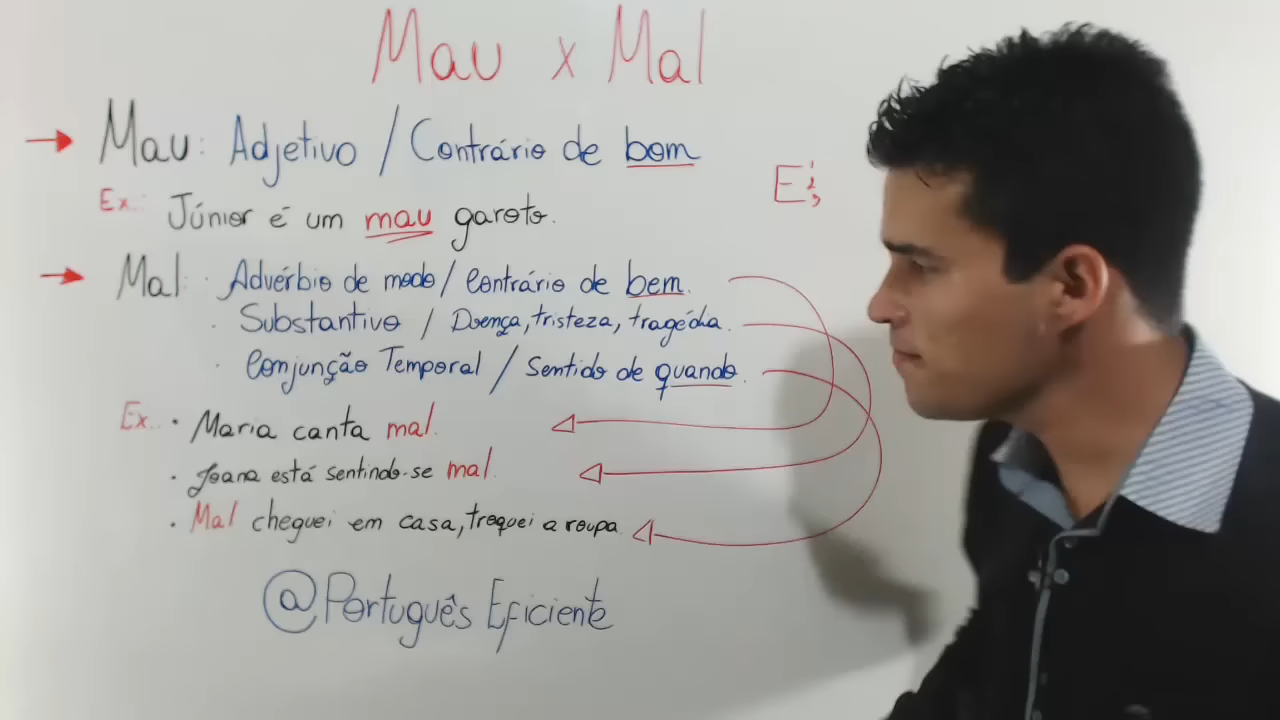 Mau x Mal
Mau: Adjetivo / Contrário de bom
Ex.: Júnior é um mau garoto.
Mal: · Advérbio de modo / Contrário de bem.
· Substantivo / Doença, tristeza, tragédia.
· Conjunção Temporal / Sentido de quando.
Ex.: · Maria canta mal.
· Joana está sentindo-se mal.
· Mal cheguei em casa, troquei a roupa.
@Português Eficiente